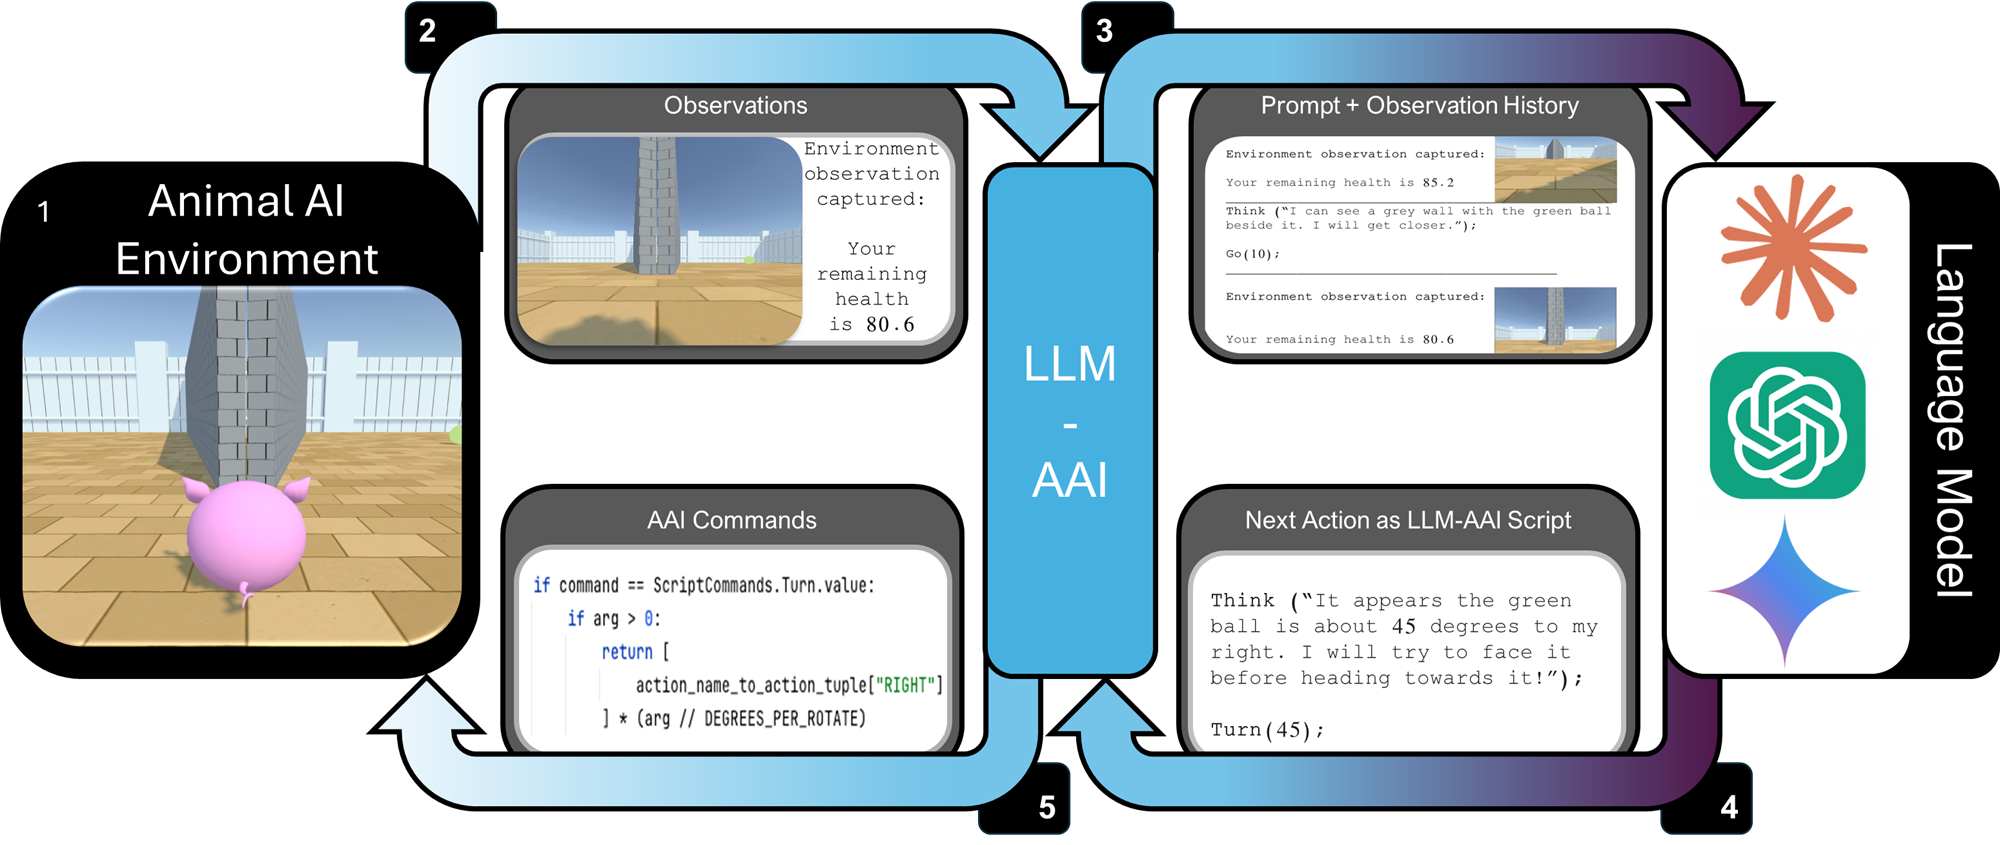 1
Animal AI
Environment
2
Observations
Environment
observation
captured:
Your
remaining
health
is 80.6
3
Prompt + Observation History
Environment observation captured:
Your remaining health is 85.2
Think (“I can see a grey wall with the green ball
beside it. I will get closer.”);
Go(10);
Environment observation captured:
Your remaining health is 80.6
LLM
-
AAI
Language Model
Next Action as LLM-AAI Script
Think (“It appears the green
ball is about 45 degrees to my
right. I will try to face it
before heading towards it!”);
Turn(45);
4
AAI Commands
if command == ScriptCommands.Turn.value:
if arg > 0:
return [
action_name_to_action_tuple["RIGHT"]
] * (arg // DEGREES_PER_ROTATE)
5